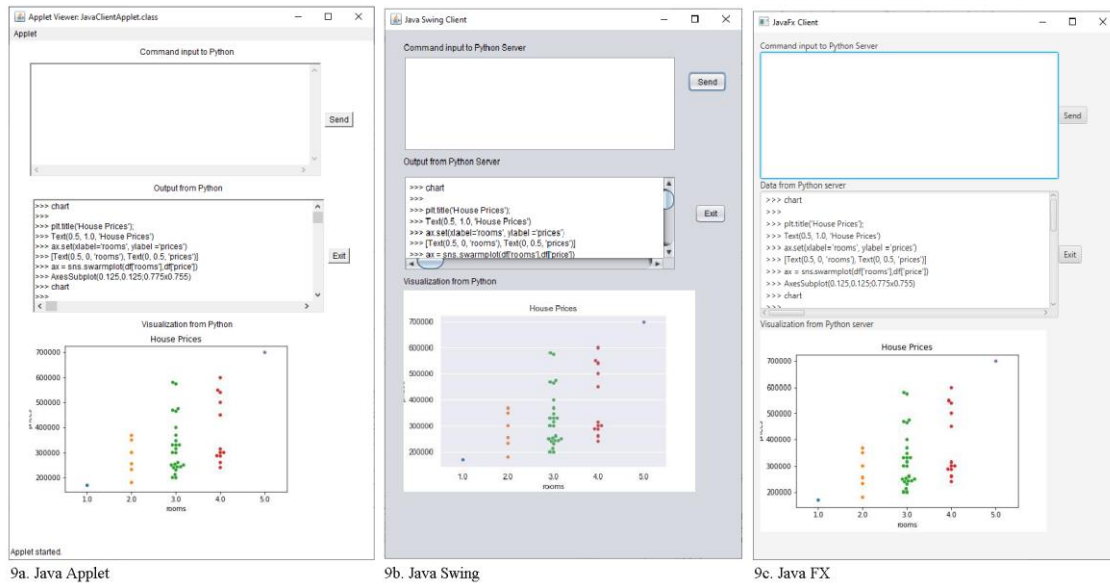 Applet Viewer: JavaClientApplet.class
Applet
Command input to Python
Send
Output from Python
>>> chart
>>>
>>> plt.title('House Prices');
>>> Text(0.5, 1.0, 'House Prices')
>>> ax.set(xlabel='rooms', ylabel ='prices')
>>> [Text(0.5, 0, 'rooms'), Text(0, 0.5, 'prices')]
>>> ax = sns.swarmplot(df['rooms'],df['price'])
>>> AxesSubplot(0.125,0.125;0.775x0.755)
>>> chart
>>>
Exit
Visualization from Python
House Prices
700000
600000
500000
400000
300000
200000
1.0 2.0 3.0 4.0 5.0
rooms
Applet started.
9a. Java Applet
Java Swing Client
Command input to Python Server
Send
Output from Python Server
>>> chart
>>>
>>> plt.title('House Prices');
>>> Text(0.5, 1.0, 'House Prices')
>>> ax.set(xlabel='rooms', ylabel ='prices')
>>> [Text(0.5, 0, 'rooms'), Text(0, 0.5, 'prices')]
>>> ax = sns.swarmplot(df['rooms'],df['price'])
Exit
Visualization from Python
House Prices
700000
600000
500000
400000
300000
200000
1.0 2.0 3.0 4.0 5.0
rooms
9b. Java Swing
JavaFx Client
Command input to Python Server
Send
Data from Python server
>>> chart
>>>
>>> plt.title('House Prices');
>>> Text(0.5, 1.0, 'House Prices')
>>> ax.set(xlabel='rooms', ylabel ='prices')
>>> [Text(0.5, 0, 'rooms'), Text(0, 0.5, 'prices')]
>>> ax = sns.swarmplot(df['rooms'],df['price'])
>>> AxesSubplot(0.125,0.125;0.775x0.755)
>>> chart
>>>
Exit
Visualization from Python server
House Prices
700000
600000
500000
400000
300000
200000
1.0 2.0 3.0 4.0 5.0
rooms
9c. Java FX